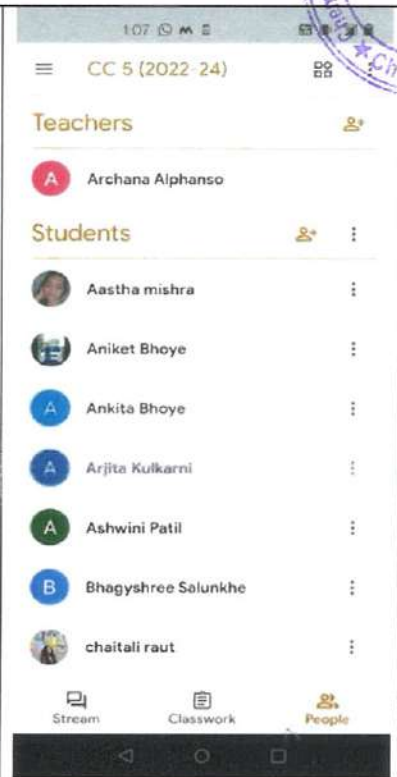 1:07
CC 5 (2022-24)
Teachers
A Archana Alphanso
Students
Aastha mishra
Aniket Bhoye
A Ankita Bhoye
A Arjita Kulkarni
A Ashwini Patil
B Bhagyshree Salunkhe
chaitali raut
Stream Classwork People